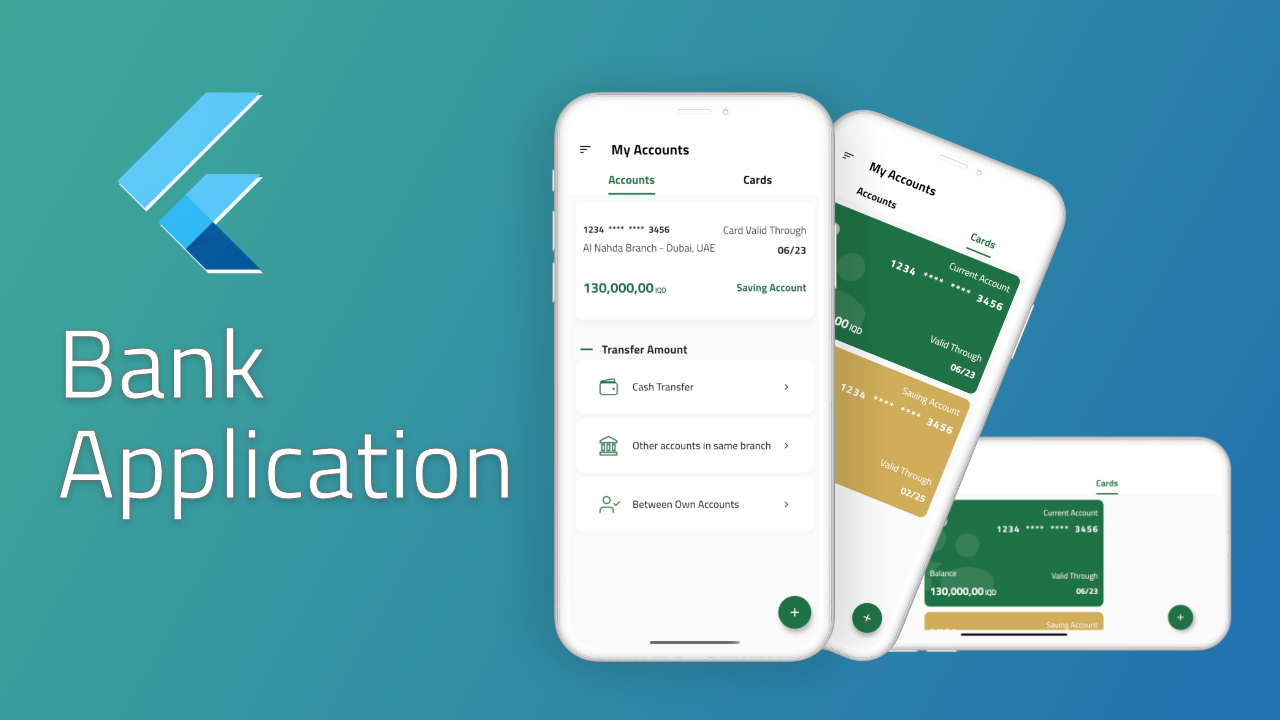 Bank
Application
My Accounts
Accounts Cards
1234 **** **** 3456 Card Valid Through
Al Nahda Branch - Dubai, UAE 06/23
130,000,00 IQD Saving Account
Transfer Amount
Cash Transfer
Other accounts in same branch
Between Own Accounts
+
My Accounts
Accounts
Cards
Current Account
1234 **** **** 3456
00 IQD
Valid Through
06/23
Saving Account
1234 **** **** 3456
Valid Through
02/25
+
Cards
Current Account
1234 **** **** 3456
Balance Valid Through
130,000,00 IQD 06/23
Saving Account
+